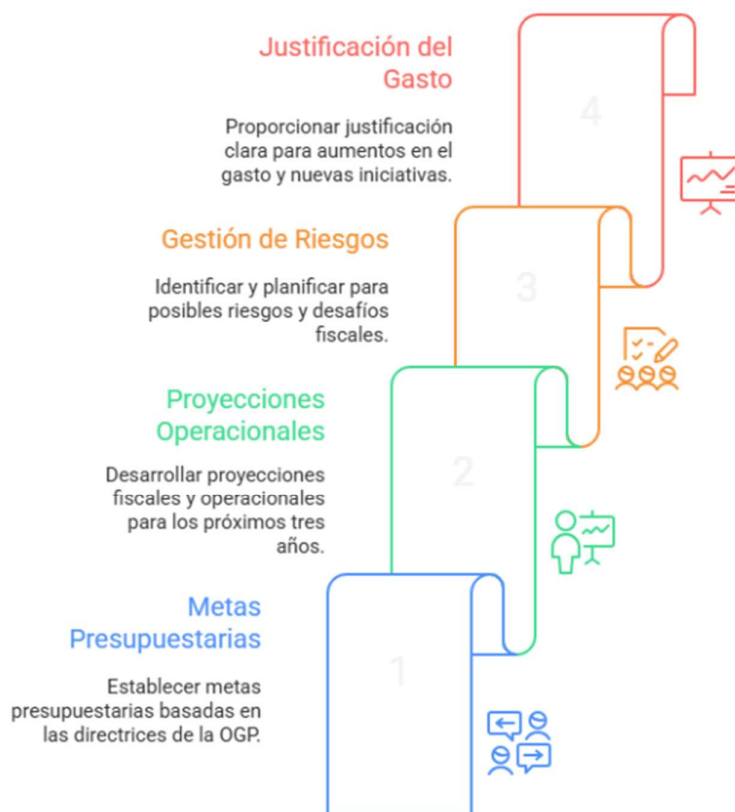 Justificación del
Gasto
4
Proporcionar justificación
clara para aumentos en el
gasto y nuevas iniciativas.
Gestión de Riesgos
3
Identificar y planificar para
posibles riesgos y desafíos
fiscales.
Proyecciones
Operacionales
2
Desarrollar proyecciones
fiscales y operacionales
para los próximos tres
años.
Metas
Presupuestarias
1
Establecer metas
presupuestarias basadas en
las directrices de la OGP.